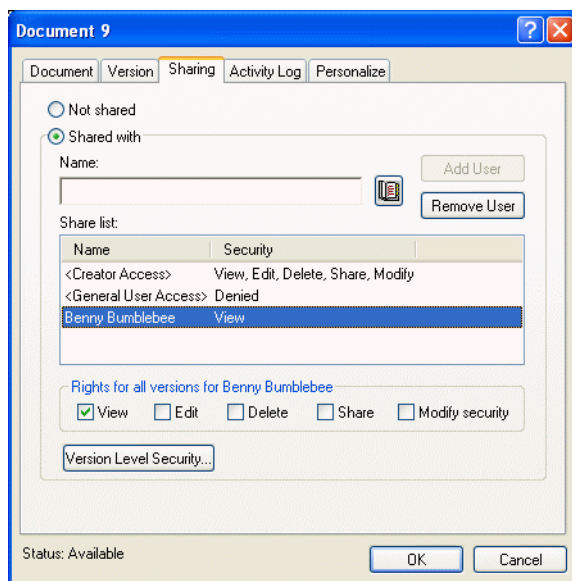 Document 9
Document Version Sharing Activity Log Personalize
Not shared
Shared with
Name:
Add User
Remove User
Share list:
Name Security
<Creator Access> View, Edit, Delete, Share, Modify
<General User Access> Denied
Benny Bumblebee View
Rights for all versions for Benny Bumblebee
View Edit Delete Share Modify security
Version Level Security...
Status: Available
OK Cancel